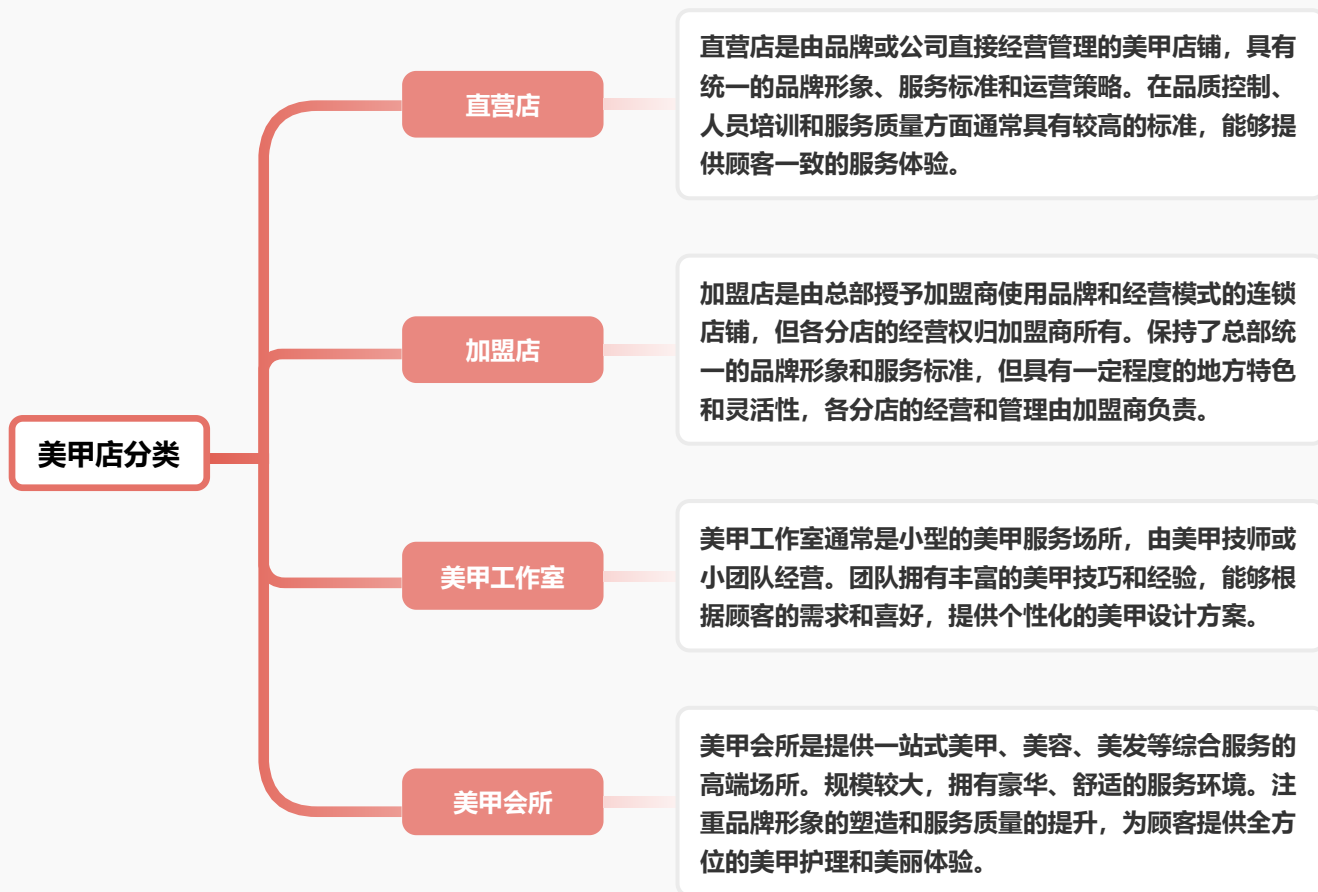 直营店是由品牌或公司直接经营管理的美甲店铺，具有
统一的品牌形象、服务标准和运营策略。在品质控制、
人员培训和服务质量方面通常具有较高的标准，能够提
供顾客一致的服务体验。
直营店
加盟店是由总部授予加盟商使用品牌和经营模式的连锁
店铺，但各分店的经营权归加盟商所有。保持了总部统
一的品牌形象和服务标准，但具有一定程度的地方特色
和灵活性，各分店的经营和管理由加盟商负责。
加盟店
美甲店分类
美甲工作室通常是小型的美甲服务场所，由美甲技师或
小团队经营。团队拥有丰富的美甲技巧和经验，能够根
据顾客的需求和喜好，提供个性化的美甲设计方案。
美甲工作室
美甲会所是提供一站式美甲、美容、美发等综合服务的
高端场所。规模较大，拥有豪华、舒适的服务环境。注
重品牌形象的塑造和服务质量的提升，为顾客提供全方
位的美甲护理和美丽体验。
美甲会所